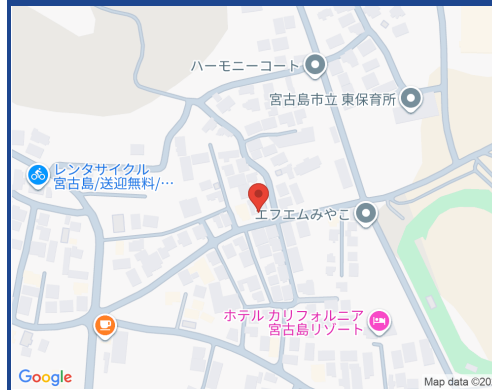 ハーモニーコート
宮古島市立 東保育所
レンタサイクル
宮古島/送迎無料/…
エフエムみやこ
ホテル カリフォルニア
宮古島リゾート
Google
Map data ©20